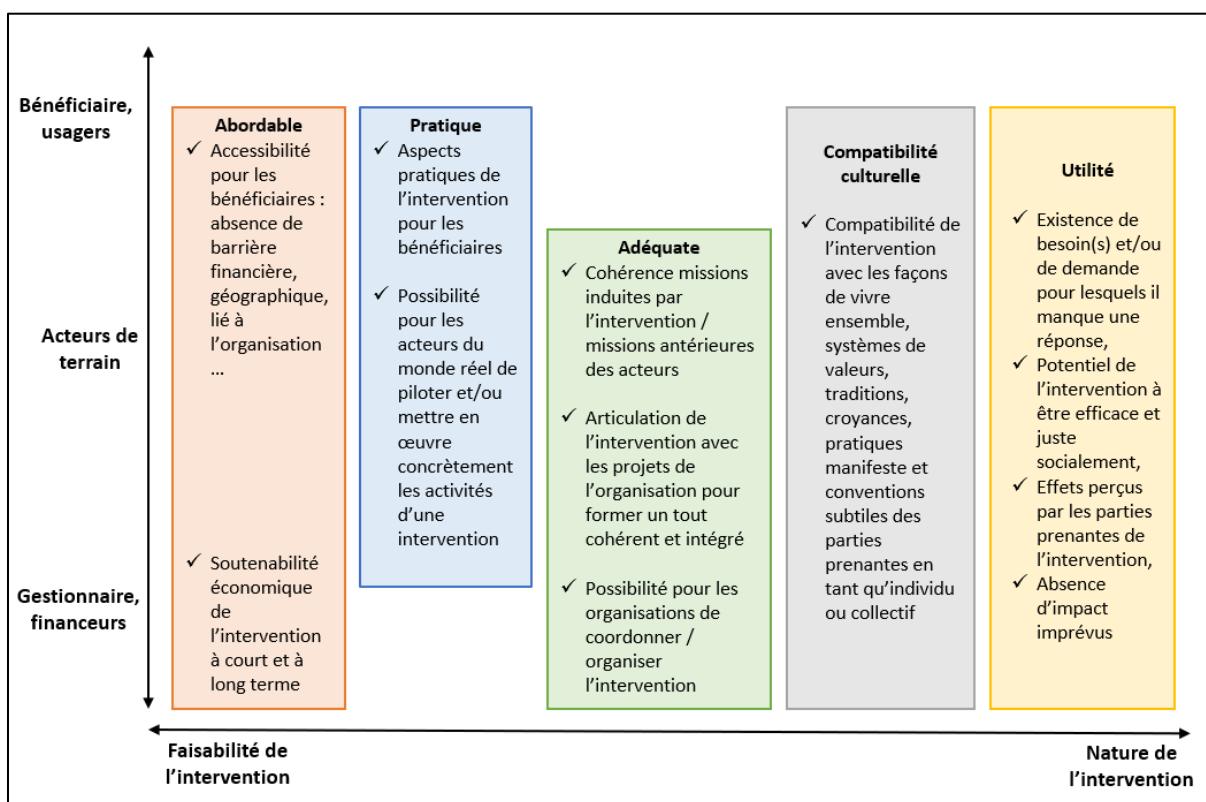 Bénéficiaire,
usagers
Acteurs de
terrain
Gestionnaire,
financeurs
Abordable
✓ Accessibilité
pour les
bénéficiaires :
absence de
barrière
financière,
géographique,
lié à
l'organisation
…
✓ Soutenabilité
économique
de
l'intervention
à court et à
long terme
Pratique
✓ Aspects
pratiques de
l'intervention
pour les
bénéficiaires
✓ Possibilité
pour les
acteurs du
monde réel de
piloter et/ou
mettre en
œuvre
concrètement
les activités
d'une
intervention
Adéquate
✓ Cohérence missions
induites par
l'intervention /
missions antérieures
des acteurs
✓ Articulation de
l'intervention avec
les projets de
l'organisation pour
former un tout
cohérent et intégré
✓ Possibilité pour les
organisations de
coordonner /
organiser
l'intervention
Compatibilité
culturelle
✓ Compatibilité de
l'intervention
avec les façons
de vivre
ensemble,
systèmes de
valeurs,
traditions,
croyances,
pratiques
manifeste et
conventions
subtiles des
parties
prenantes en
tant qu'individu
ou collectif
Utilité
✓ Existence de
besoin(s) et/ou
de demande
pour lesquels il
manque une
réponse,
✓ Potentiel de
l'intervention à
être efficace et
juste
socialement,
✓ Effets perçus
par les parties
prenantes de
l'intervention,
✓ Absence
d'impact
imprévus
Faisabilité de
l'intervention
Nature de
l'intervention